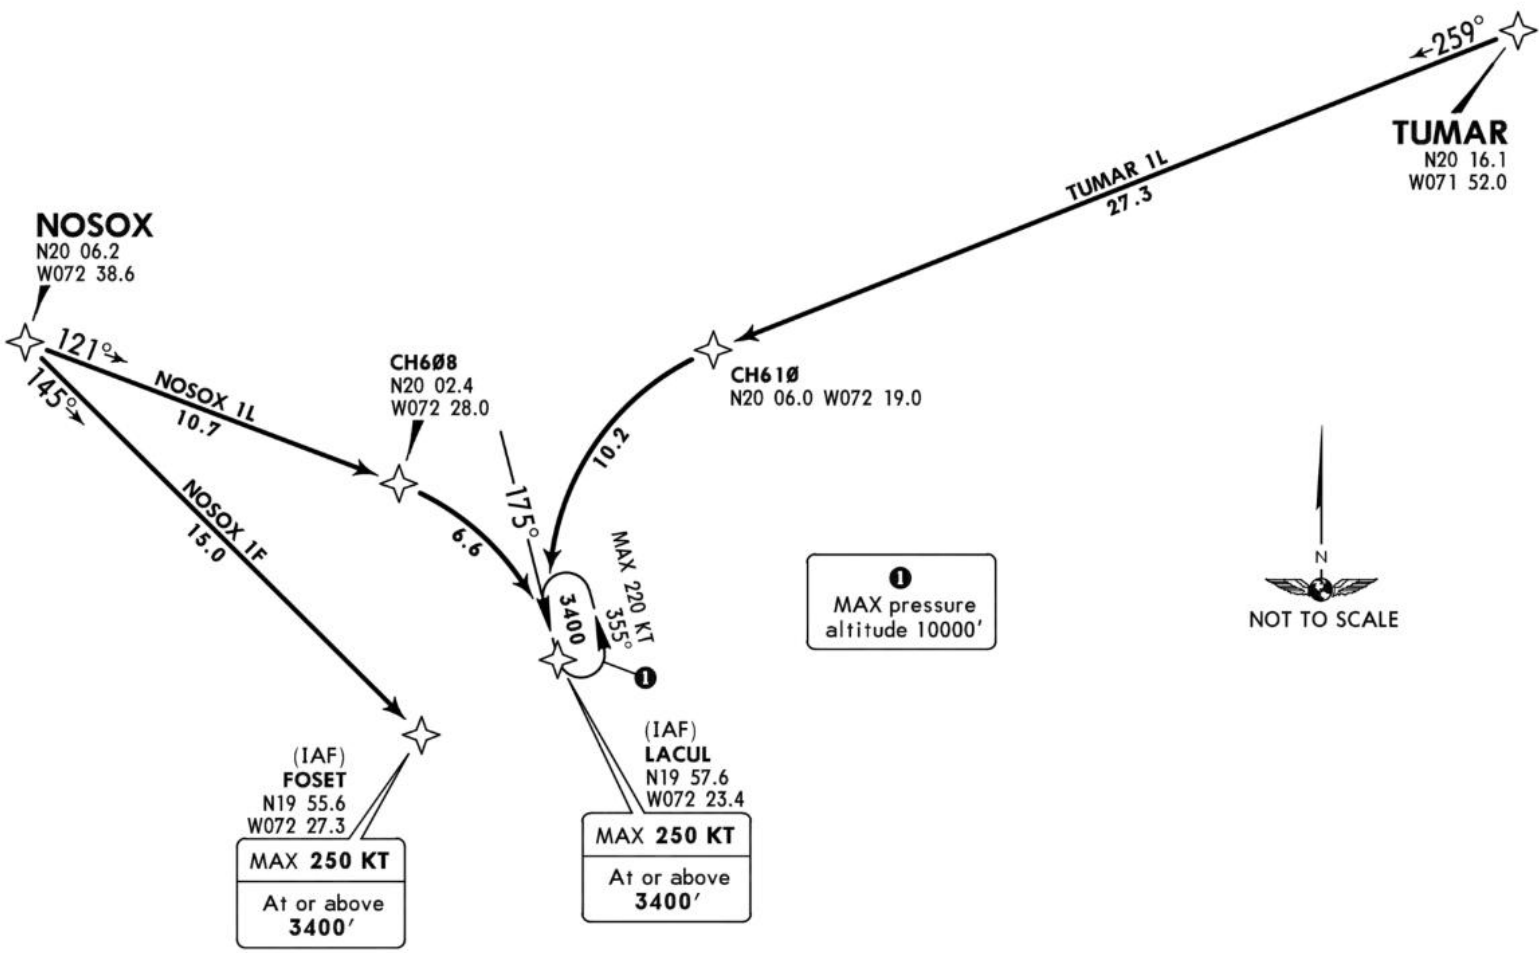 259°
TUMAR
N20 16.1
W071 52.0
TUMAR 1L
27.3
NOSOX
N20 06.2
W072 38.6
121°
145°
NOSOX 1L
10.7
NOSOX 1F
15.0
CH6Ø8
N20 02.4
W072 28.0
CH61Ø
N20 06.0 W072 19.0
10.2
6.6
175°
MAX 220 KT
355°
3400
1
1
MAX pressure
altitude 10000'
N
NOT TO SCALE
(IAF)
FOSET
N19 55.6
W072 27.3
MAX 250 KT
At or above
3400'
(IAF)
LACUL
N19 57.6
W072 23.4
MAX 250 KT
At or above
3400'